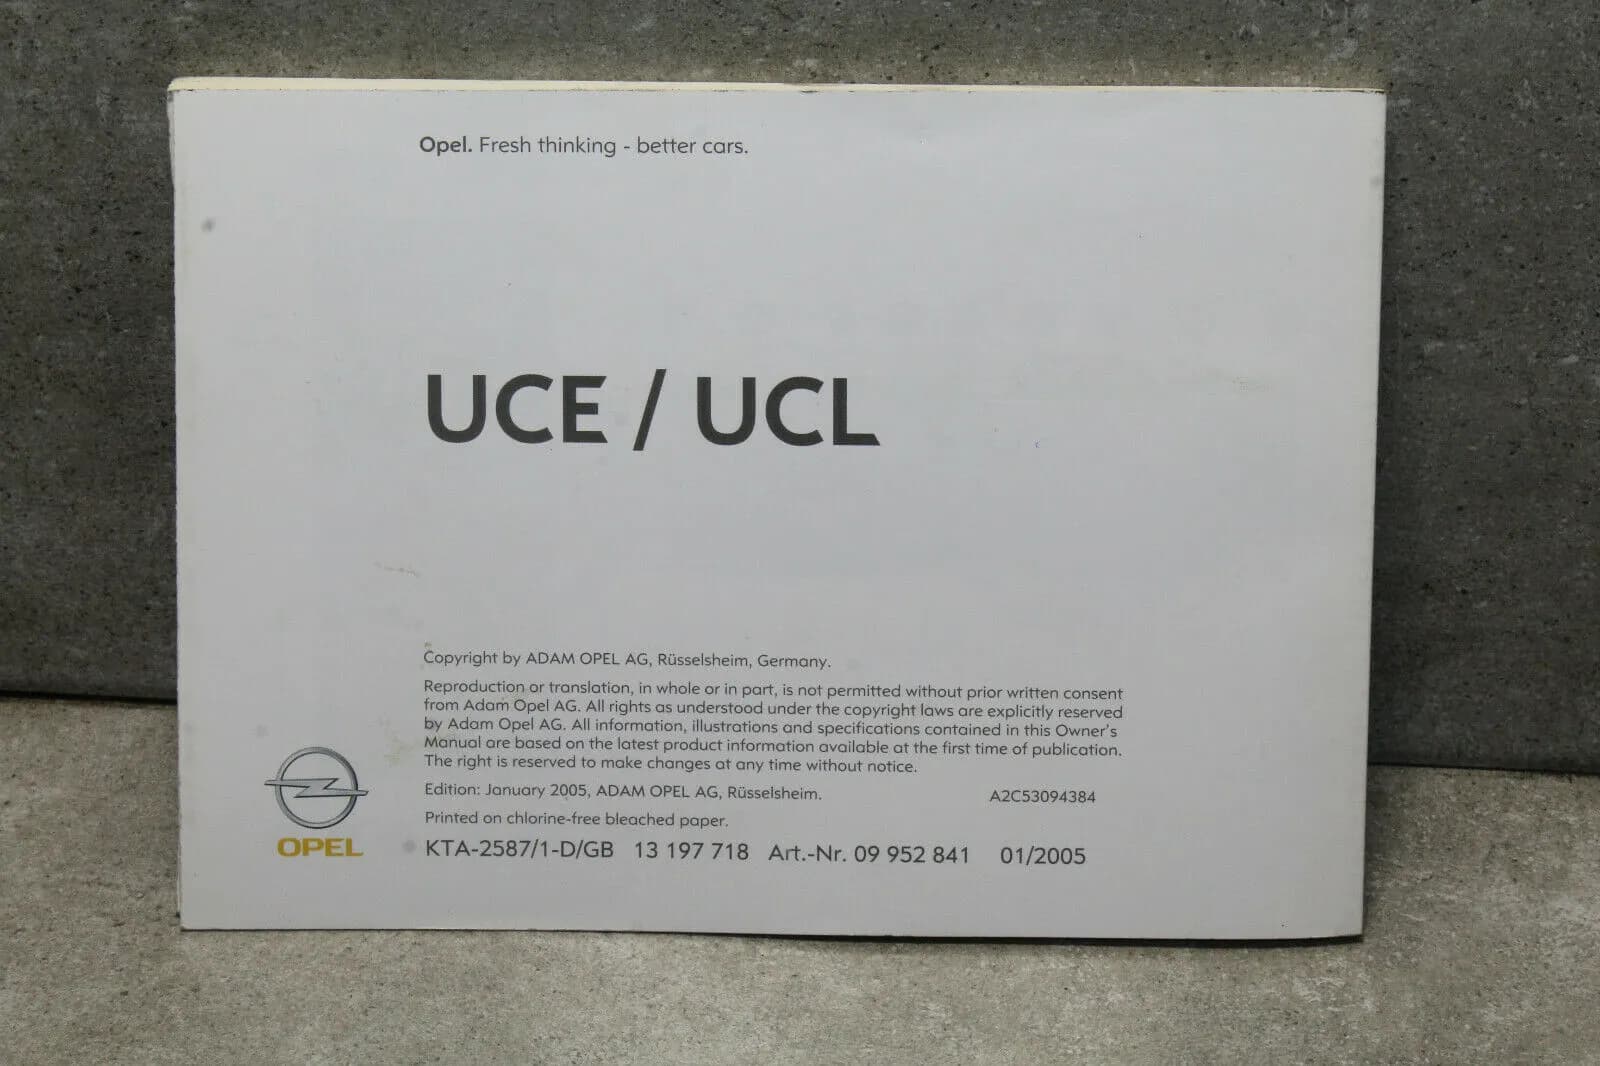 Opel. Fresh thinking - better cars.
UCE / UCL
Copyright by ADAM OPEL AG, Rüsselsheim, Germany.
Reproduction or translation, in whole or in part, is not permitted without prior written consent
from Adam Opel AG. All rights as understood under the copyright laws are explicitly reserved
by Adam Opel AG. All information, illustrations and specifications contained in this Owner's
Manual are based on the latest product information available at the first time of publication.
The right is reserved to make changes at any time without notice.
Edition: January 2005, ADAM OPEL AG, Rüsselsheim. A2C53094384
Printed on chlorine-free bleached paper.
KTA-2587/1-D/GB 13 197 718 Art.-Nr. 09 952 841 01/2005
OPEL